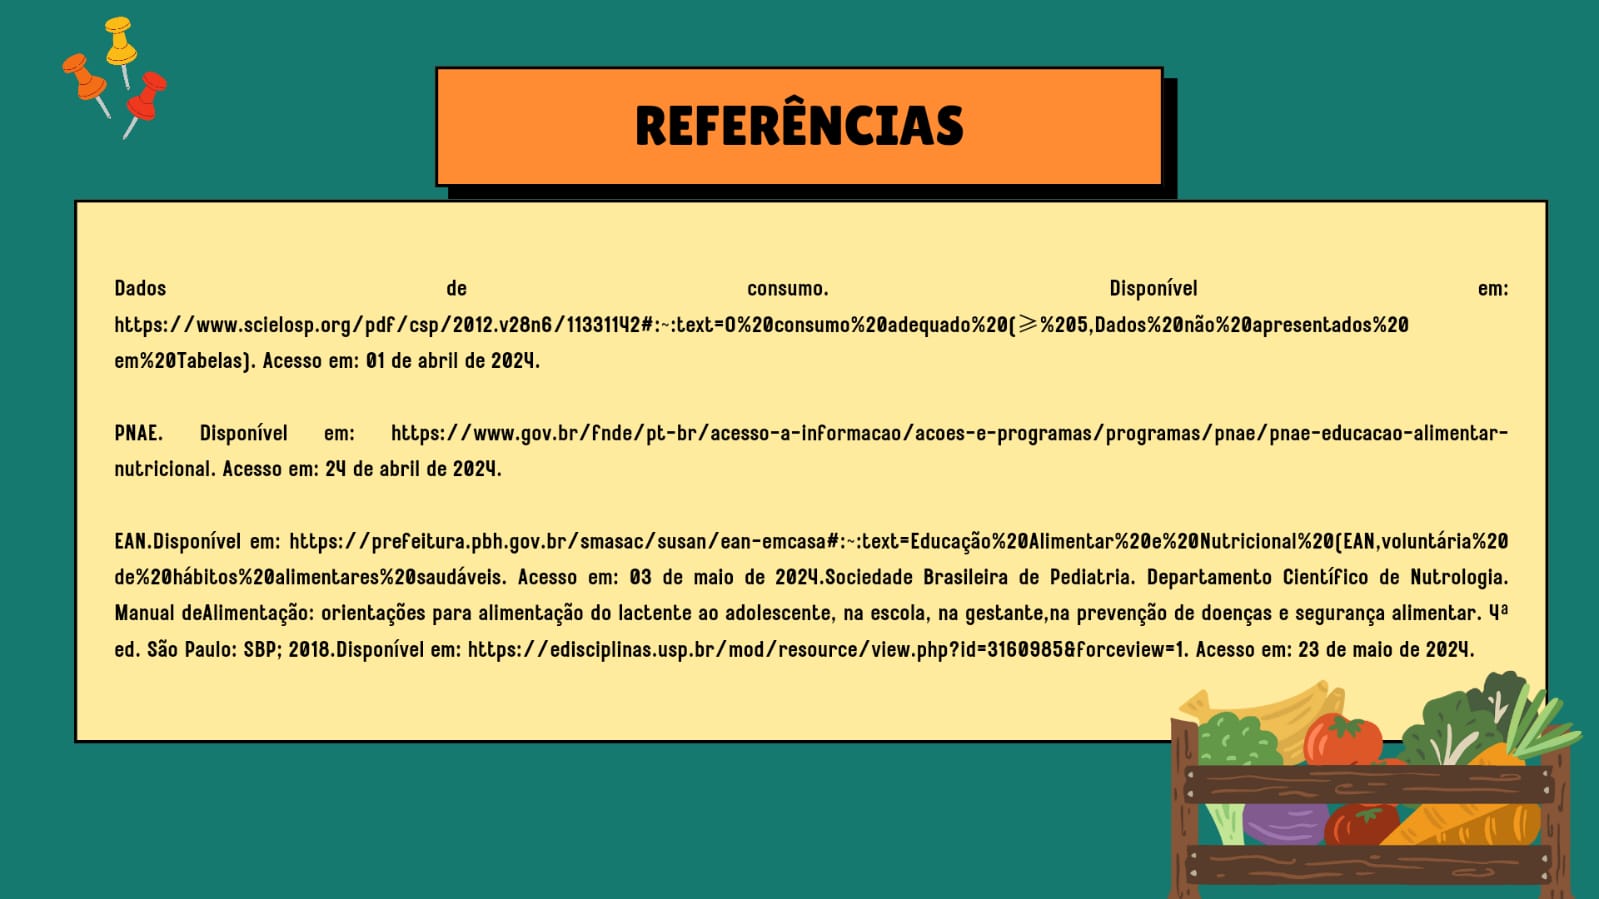 REFERÊNCIAS
Dados de consumo. Disponível em:
https://www.scielosp.org/pdf/csp/2012.v28n6/11331142#:~:text=O%20consumo%20adequado%20(⩾%205,Dados%20não%20apresentados%20
em%20Tabelas). Acesso em: 01 de abril de 2024.
PNAE. Disponível em: https://www.gov.br/fnde/pt-br/acesso-a-informacao/acoes-e-programas/programas/pnae/pnae-educacao-alimentar-
nutricional. Acesso em: 24 de abril de 2024.
EAN.Disponível em: https://prefeitura.pbh.gov.br/smasac/susan/ean-emcasa#:~:text=Educação%20Alimentar%20e%20Nutricional%20(EAN,voluntária%20
de%20hábitos%20alimentares%20saudáveis. Acesso em: 03 de maio de 2024.Sociedade Brasileira de Pediatria. Departamento Científico de Nutrologia.
Manual deAlimentação: orientações para alimentação do lactente ao adolescente, na escola, na gestante,na prevenção de doenças e segurança alimentar. 4ª
ed. São Paulo: SBP; 2018.Disponível em: https://edisciplinas.usp.br/mod/resource/view.php?id=3160985&forceview=1. Acesso em: 23 de maio de 2024.